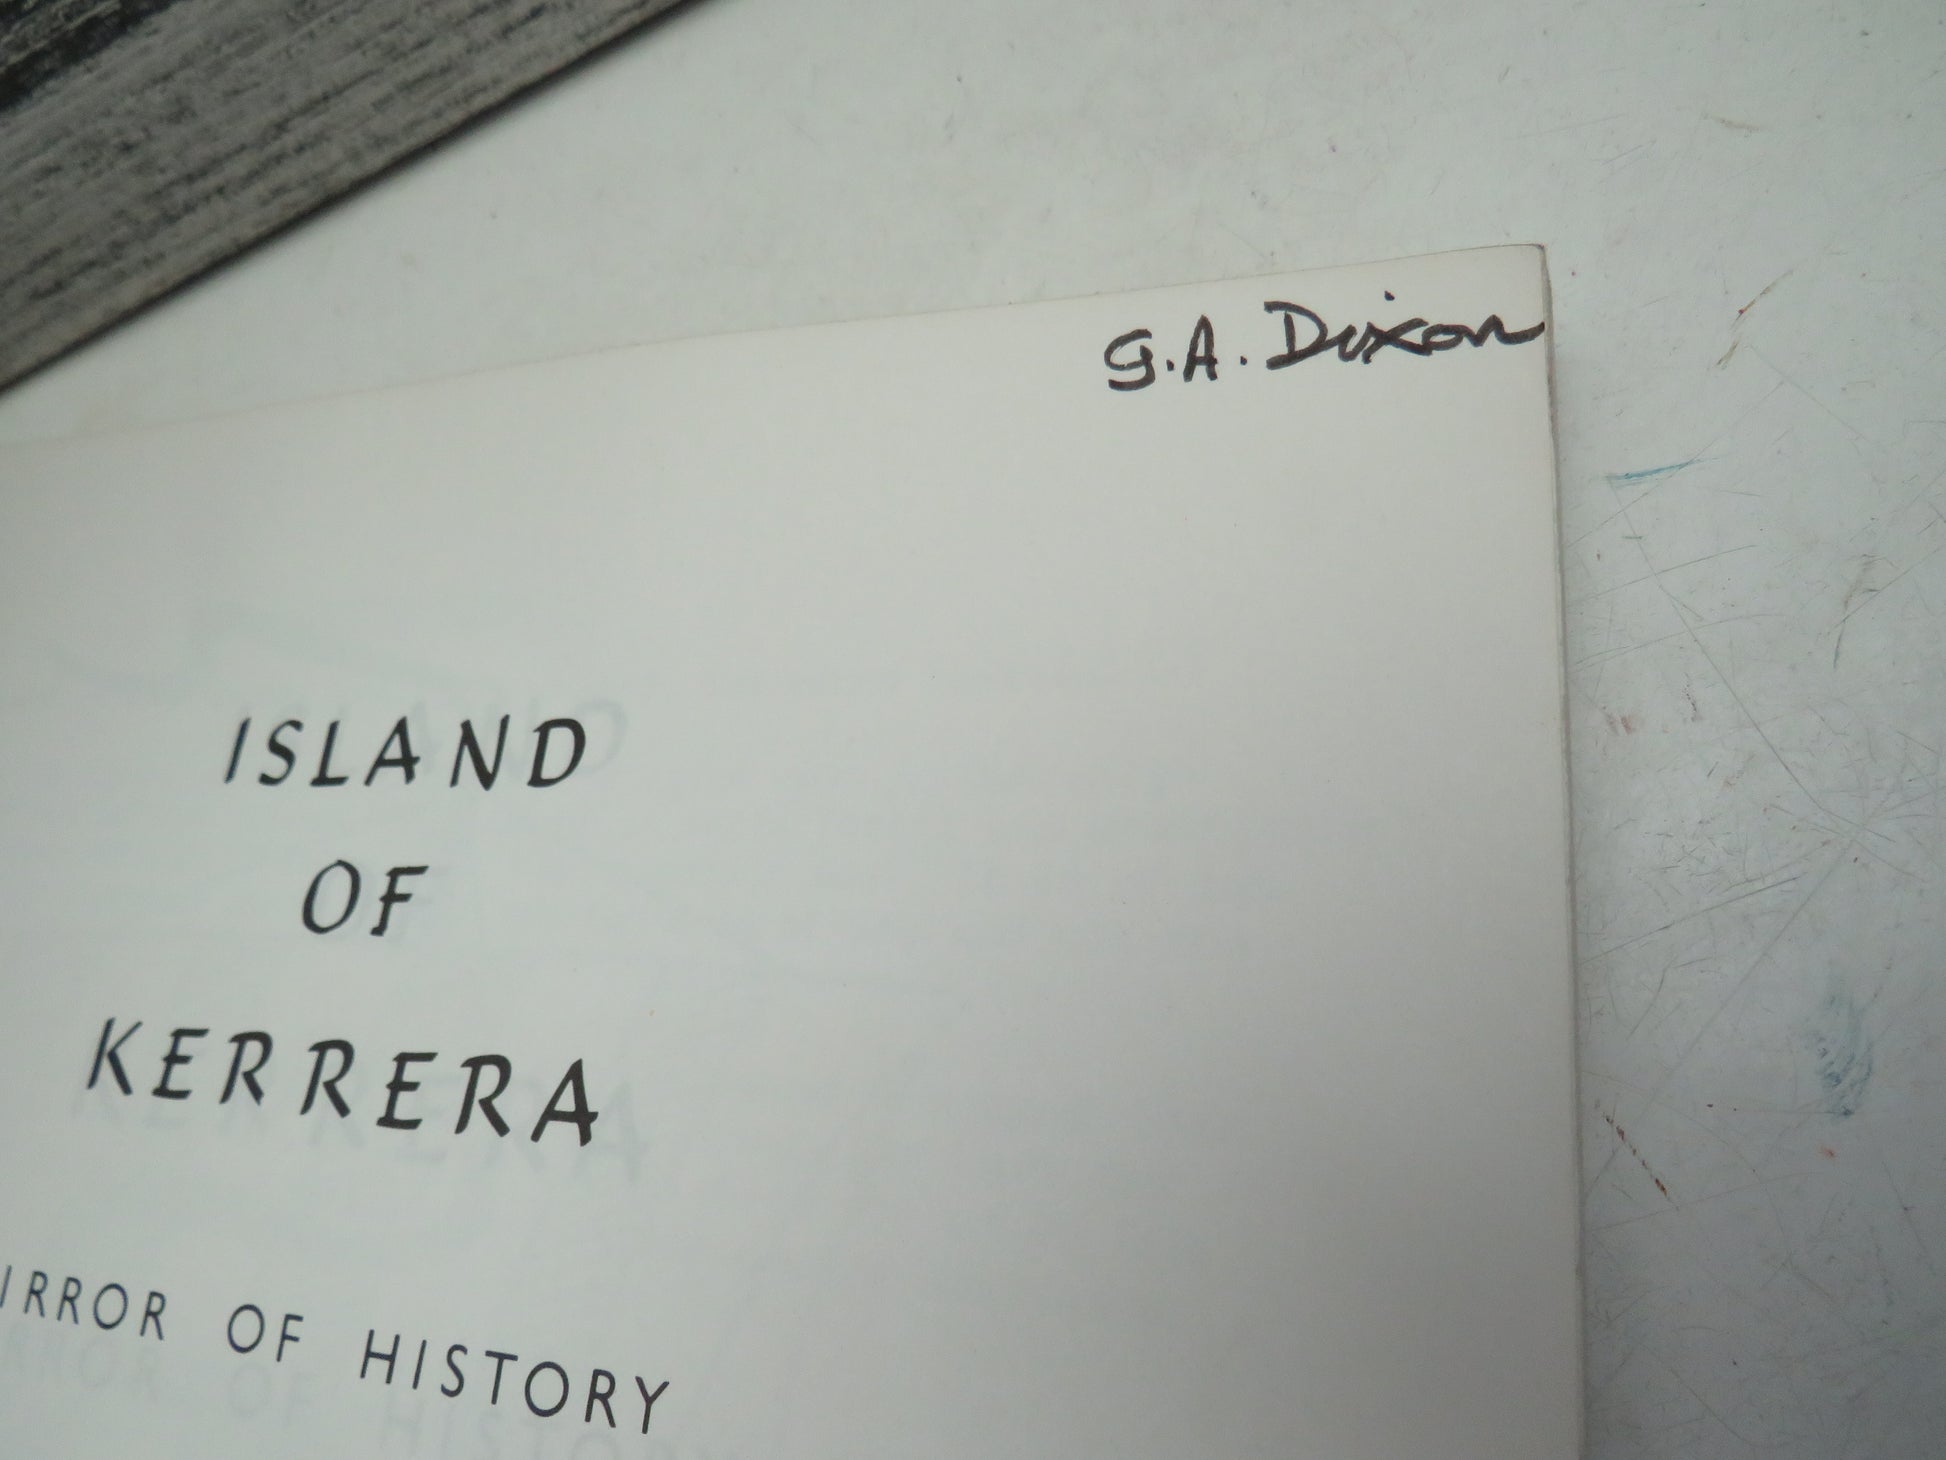 G.A. Dixon
ISLAND
OF
KERRERA
IRROR OF HISTORY